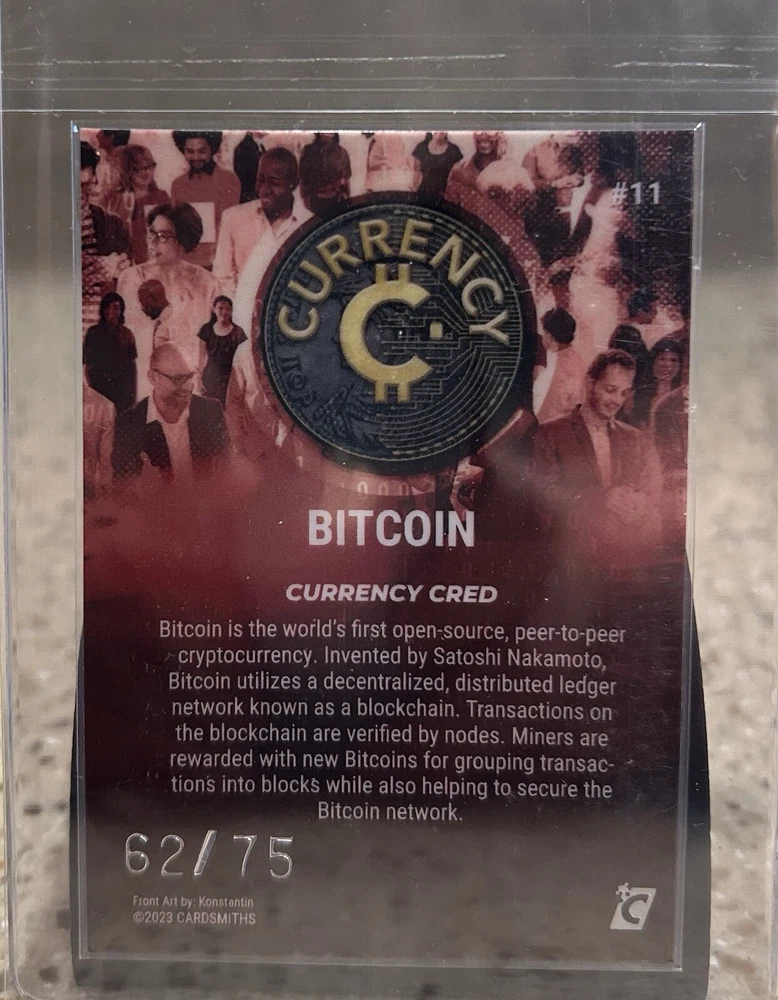 #11
CURRENCY
BITCOIN
CURRENCY CRED
Bitcoin is the world's first open-source, peer-to-peer
cryptocurrency. Invented by Satoshi Nakamoto,
Bitcoin utilizes a decentralized, distributed ledger
network known as a blockchain. Transactions on
the blockchain are verified by nodes. Miners are
rewarded with new Bitcoins for grouping transac-
tions into blocks while also helping to secure the
Bitcoin network.
62/75
Front Art by: Konstantin
©2023 CARDSMITHS